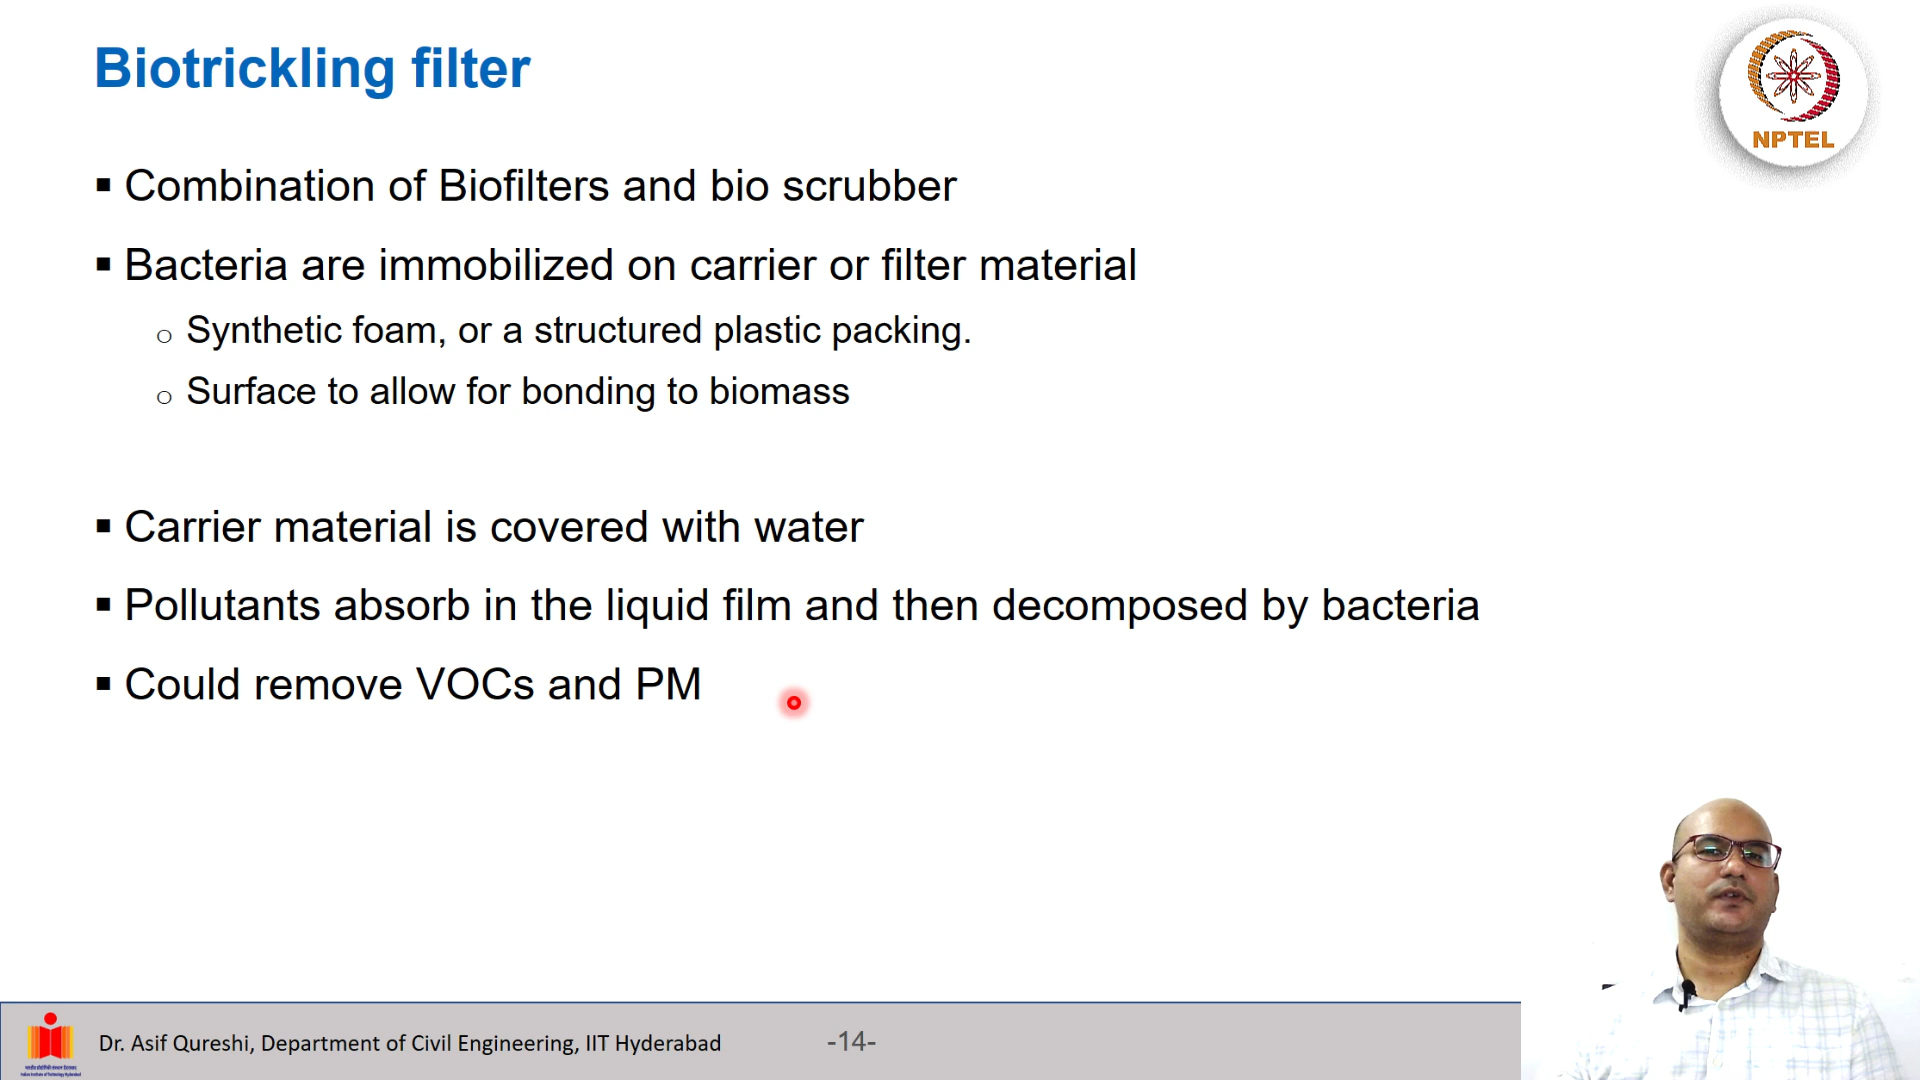 Biotrickling filter
NPTEL
▪ Combination of Biofilters and bio scrubber
▪ Bacteria are immobilized on carrier or filter material
o Synthetic foam, or a structured plastic packing.
o Surface to allow for bonding to biomass
▪ Carrier material is covered with water
▪ Pollutants absorb in the liquid film and then decomposed by bacteria
▪ Could remove VOCs and PM
Dr. Asif Qureshi, Department of Civil Engineering, IIT Hyderabad
-14-